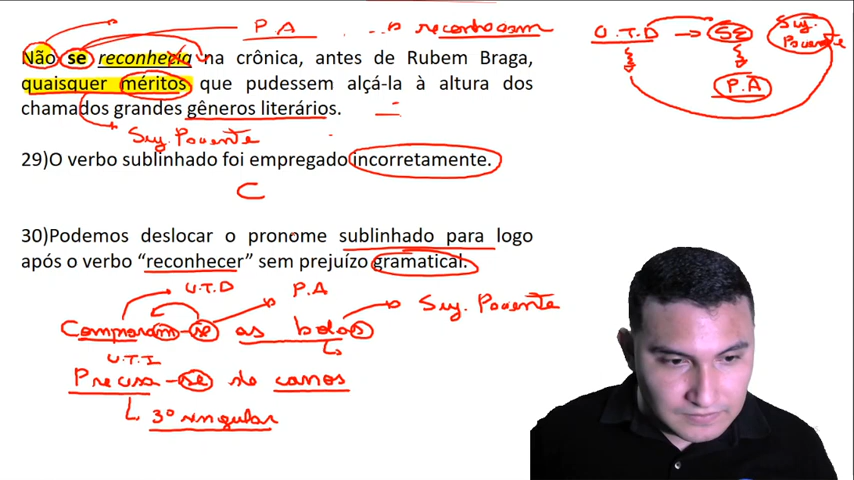 P.A reconhecem V.T.D → SE Suj. Paciente
Não se reconhecia na crônica, antes de Rubem Braga,
quaisquer méritos que pudessem alçá-la à altura dos P.A
chamados grandes gêneros literários.
Suj. Paciente
29)O verbo sublinhado foi empregado incorretamente.
C
30)Podemos deslocar o pronome sublinhado para logo
após o verbo “reconhecer” sem prejuízo gramatical.
V.T.D P.A Suj. Paciente
Compraram-se as bolas
V.T.I
Precisa-se de carros
3º singular